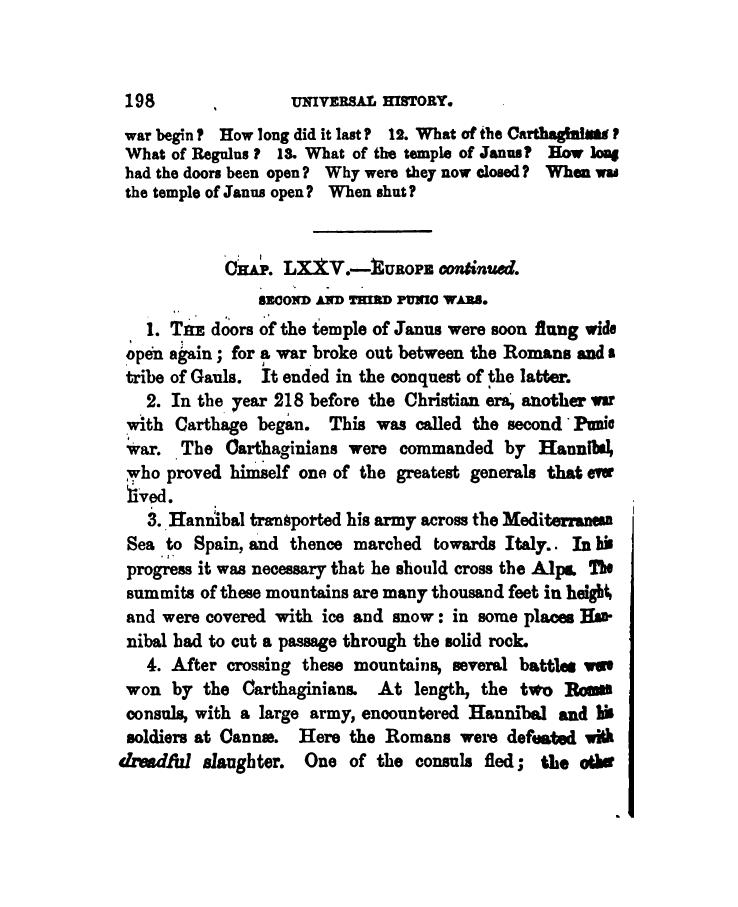 198 UNIVERSAL HISTORY.
war begin? How long did it last? 12. What of the Carthaginians?
What of Regulus? 13. What of the temple of Janus? How long
had the doors been open? Why were they now closed? When was
the temple of Janus open? When shut?
CHAP. LXXV.—EUROPE continued.
SECOND AND THIRD PUNIC WARS.
1. THE doors of the temple of Janus were soon flung wide
open again; for a war broke out between the Romans and a
tribe of Gauls. It ended in the conquest of the latter.
2. In the year 218 before the Christian era, another war
with Carthage began. This was called the second Punic
war. The Carthaginians were commanded by Hannibal,
who proved himself one of the greatest generals that ever
lived.
3. Hannibal transported his army across the Mediterranean
Sea to Spain, and thence marched towards Italy. In his
progress it was necessary that he should cross the Alps. The
summits of these mountains are many thousand feet in height,
and were covered with ice and snow: in some places Han-
nibal had to cut a passage through the solid rock.
4. After crossing these mountains, several battles were
won by the Carthaginians. At length, the two Roman
consuls, with a large army, encountered Hannibal and his
soldiers at Cannæ. Here the Romans were defeated with
dreadful slaughter. One of the consuls fled; the other